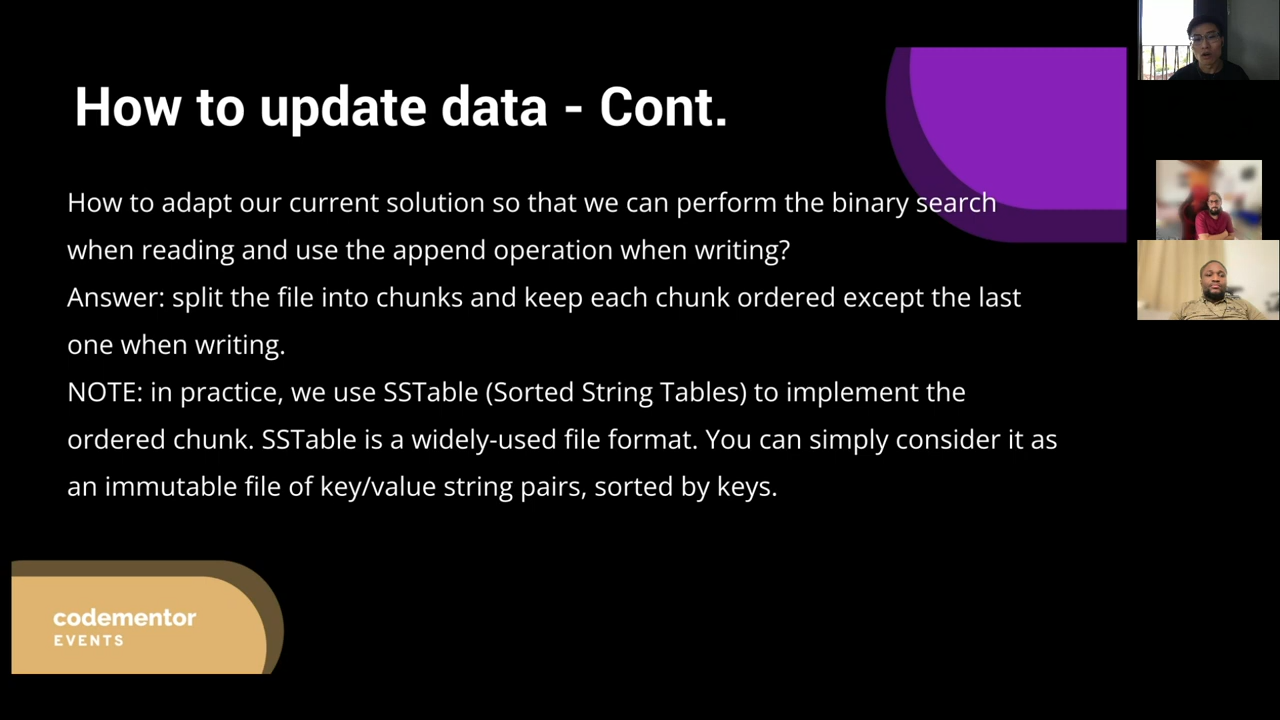 How to update data - Cont.
How to adapt our current solution so that we can perform the binary search
when reading and use the append operation when writing?
Answer: split the file into chunks and keep each chunk ordered except the last
one when writing.
NOTE: in practice, we use SSTable (Sorted String Tables) to implement the
ordered chunk. SSTable is a widely-used file format. You can simply consider it as
an immutable file of key/value string pairs, sorted by keys.
codementor
EVENTS